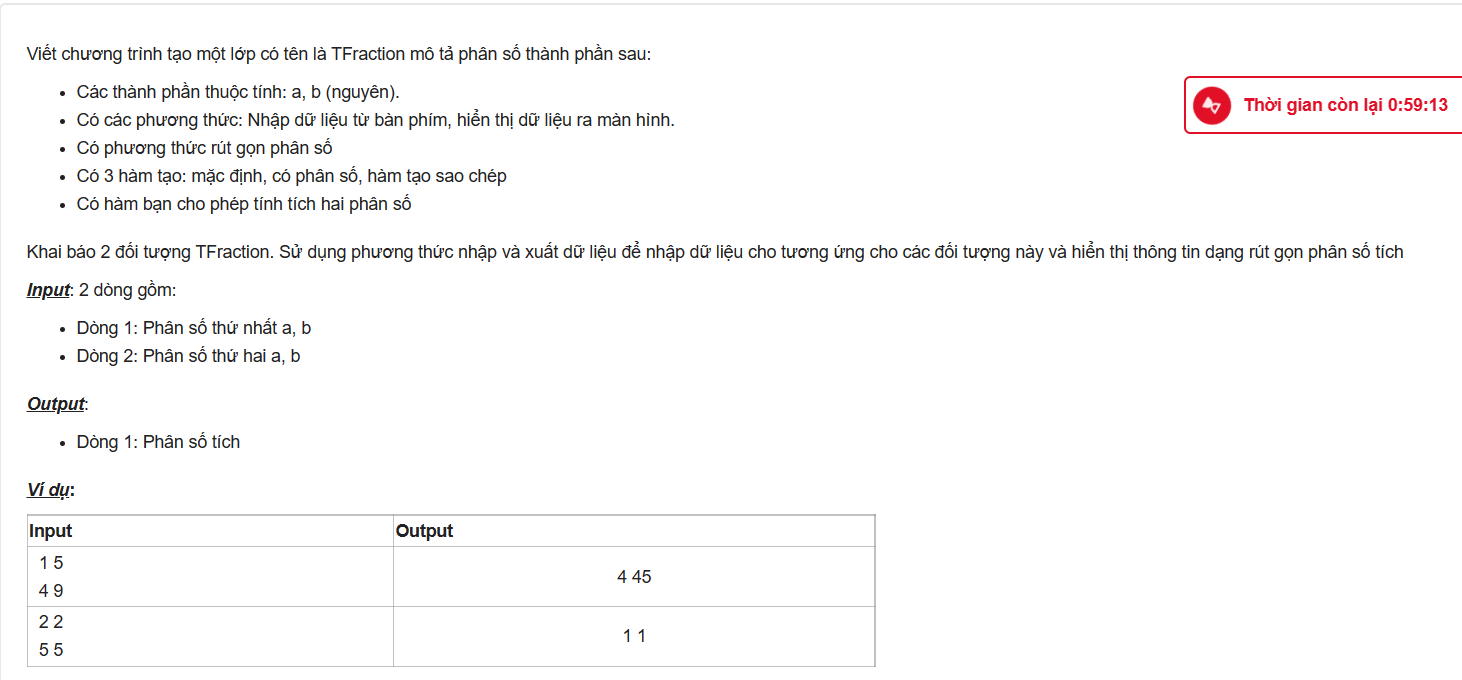 Viết chương trình tạo một lớp có tên là TFraction mô tả phân số thành phần sau:
Các thành phần thuộc tính: a, b (nguyên).
Có các phương thức: Nhập dữ liệu từ bàn phím, hiển thị dữ liệu ra màn hình.
Có phương thức rút gọn phân số
Có 3 hàm tạo: mặc định, có phân số, hàm tạo sao chép
Có hàm bạn cho phép tính tích hai phân số
Thời gian còn lại 0:59:13
Khai báo 2 đối tượng TFraction. Sử dụng phương thức nhập và xuất dữ liệu để nhập dữ liệu cho tương ứng cho các đối tượng này và hiển thị thông tin dạng rút gọn phân số tích
Input: 2 dòng gồm:
Dòng 1: Phân số thứ nhất a, b
Dòng 2: Phân số thứ hai a, b
Output:
Dòng 1: Phân số tích
Ví dụ:
Input Output
1 5
4 9
4 45
2 2
5 5
1 1